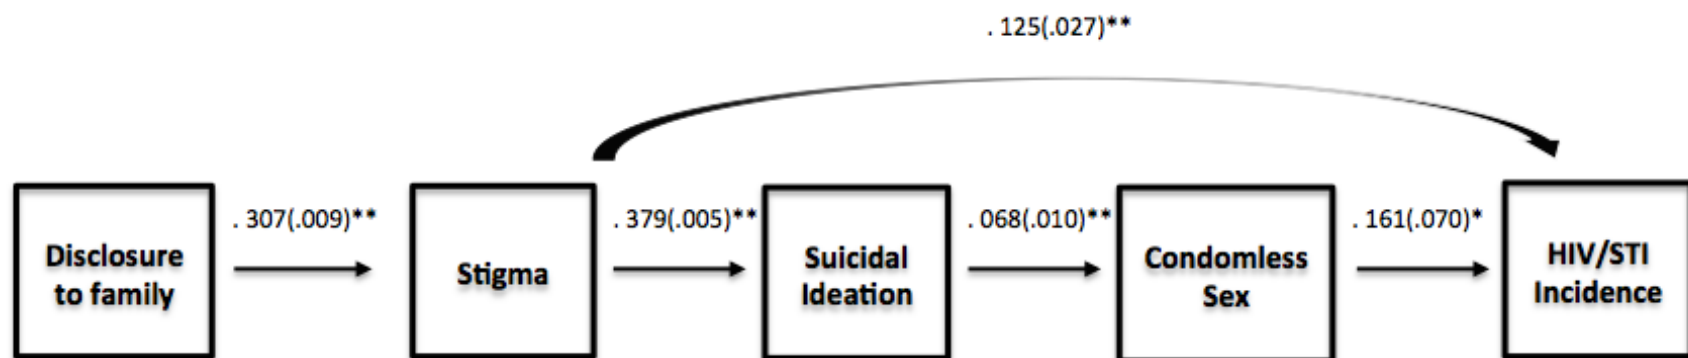 . 125(.027)**
. 307(.009)**
. 379(.005)**
. 068(.010)**
. 161(.070)*
Disclosure
to family
Stigma
Suicidal
Ideation
Condomless
Sex
HIV/STI
Incidence